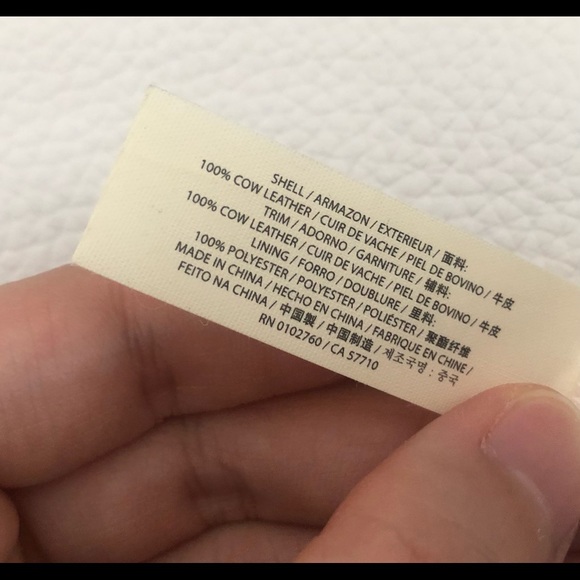 SHELL / ARMAZON / EXTERIEUR / 面料:
100% COW LEATHER / CUIR DE VACHE / PIEL DE BOVINO / 牛皮
TRIM / ADORNO / GARNITURE / 辅料:
100% COW LEATHER / CUIR DE VACHE / PIEL DE BOVINO / 牛皮
LINING / FORRO / DOUBLURE / 里料:
100% POLYESTER / POLYESTER / POLIÉSTER / 聚酯纤维
MADE IN CHINA / HECHO EN CHINA / FABRIQUE EN CHINE /
FEITO NA CHINA / 中国製 / 中国制造 / 제조국명 : 중국
RN 0102760 / CA 57710